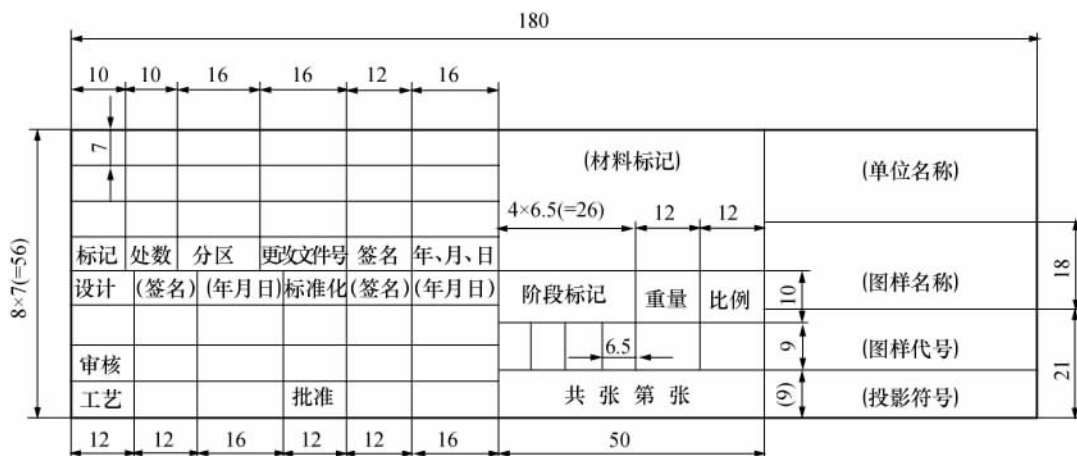 180
10 10 16 16 12 16
7
(材料标记)
(单位名称)
4×6.5(=26) 12 12
8×7(=56)
标记 处数 分区 更改文件号 签名 年、月、日
18
设计 (签名) (年月日) 标准化 (签名) (年月日)
阶段标记 重量 比例 10 (图样名称)
6.5 9 (图样代号)
21
审核
工艺 批准 共 张 第 张 (9) (投影符号)
12 12 16 12 12 16 50